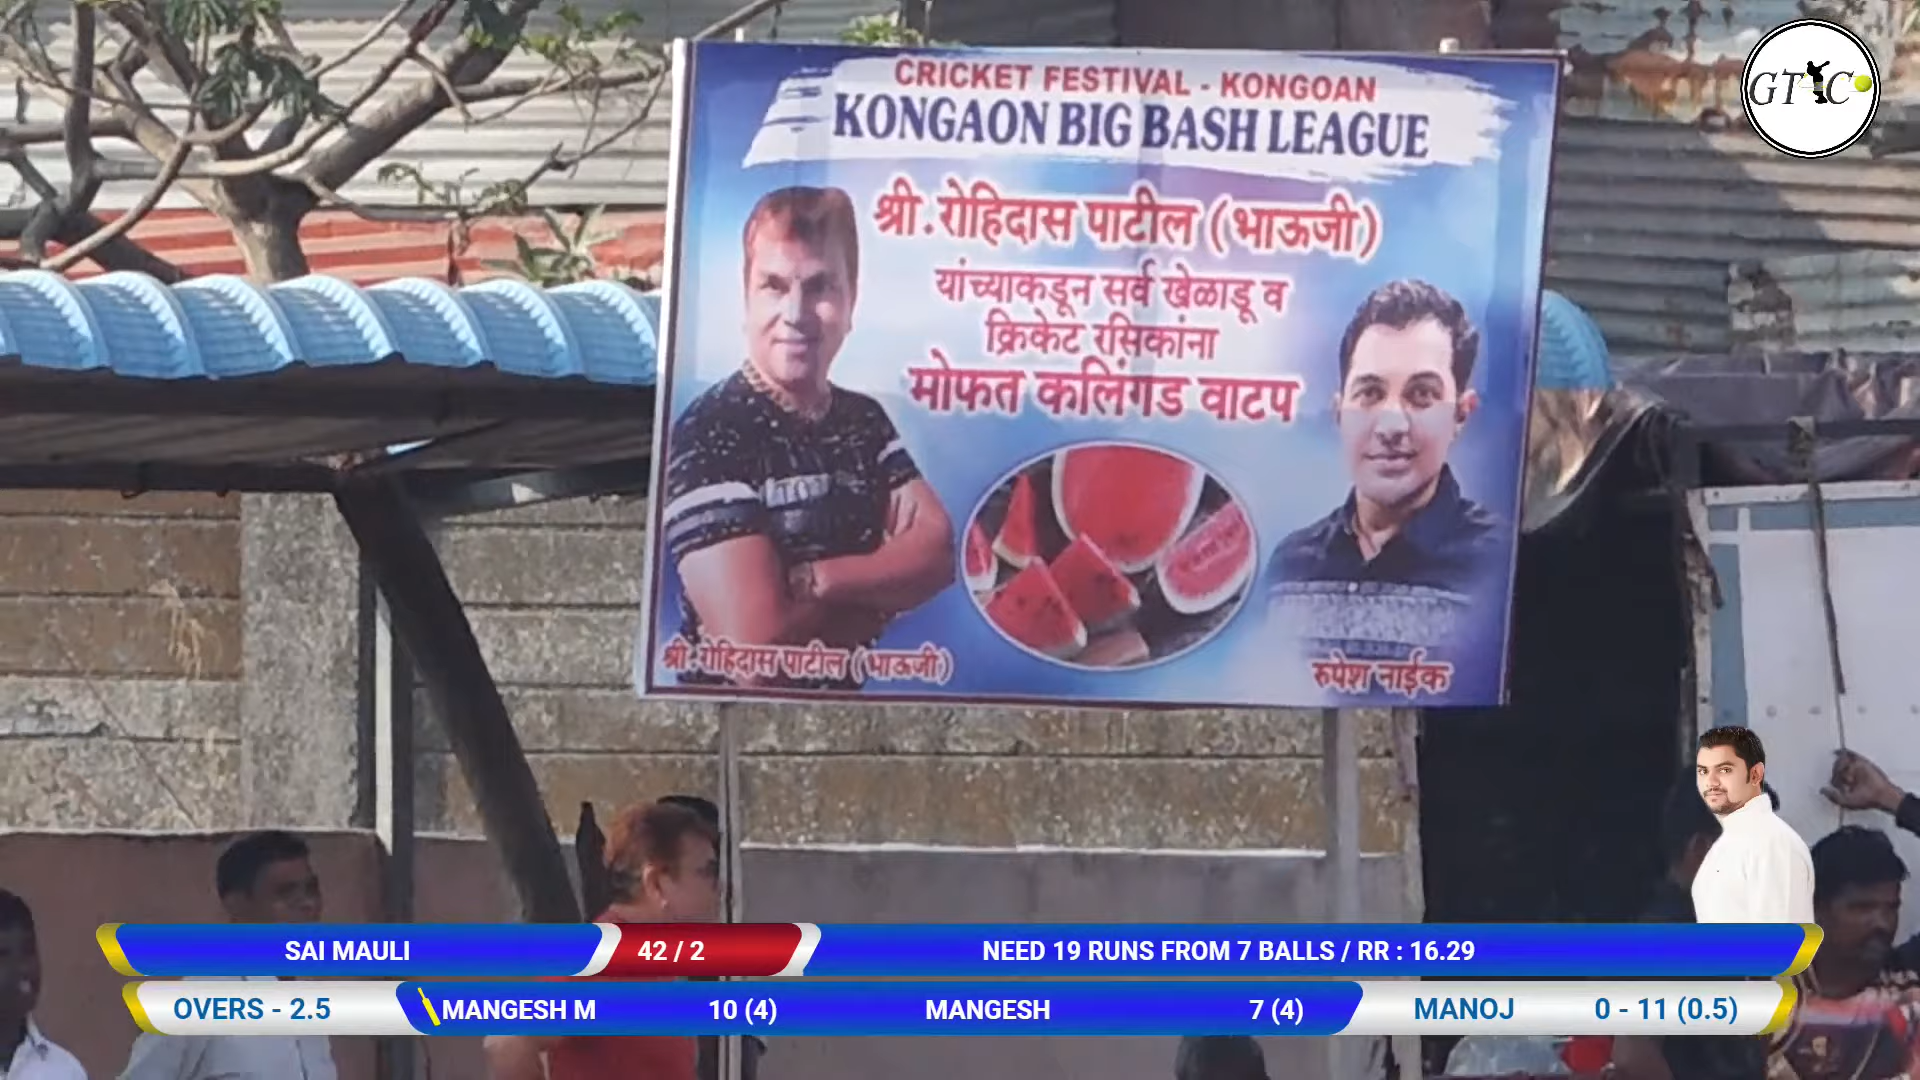 CRICKET FESTIVAL - KONGOAN
KONGAON BIG BASH LEAGUE
श्री.रोहिदास पाटील (भाऊजी)
यांच्याकडून सर्व खेळाडू व
क्रिकेट रसिकांना
मोफत कलिंगड वाटप
श्री.रोहिदास पाटील (भाऊजी)
रुपेश नाईक
GTCC
SAI MAULI 42 / 2 NEED 19 RUNS FROM 7 BALLS / RR : 16.29
OVERS - 2.5 MANGESH M 10 (4) MANGESH 7 (4) MANOJ 0 - 11 (0.5)